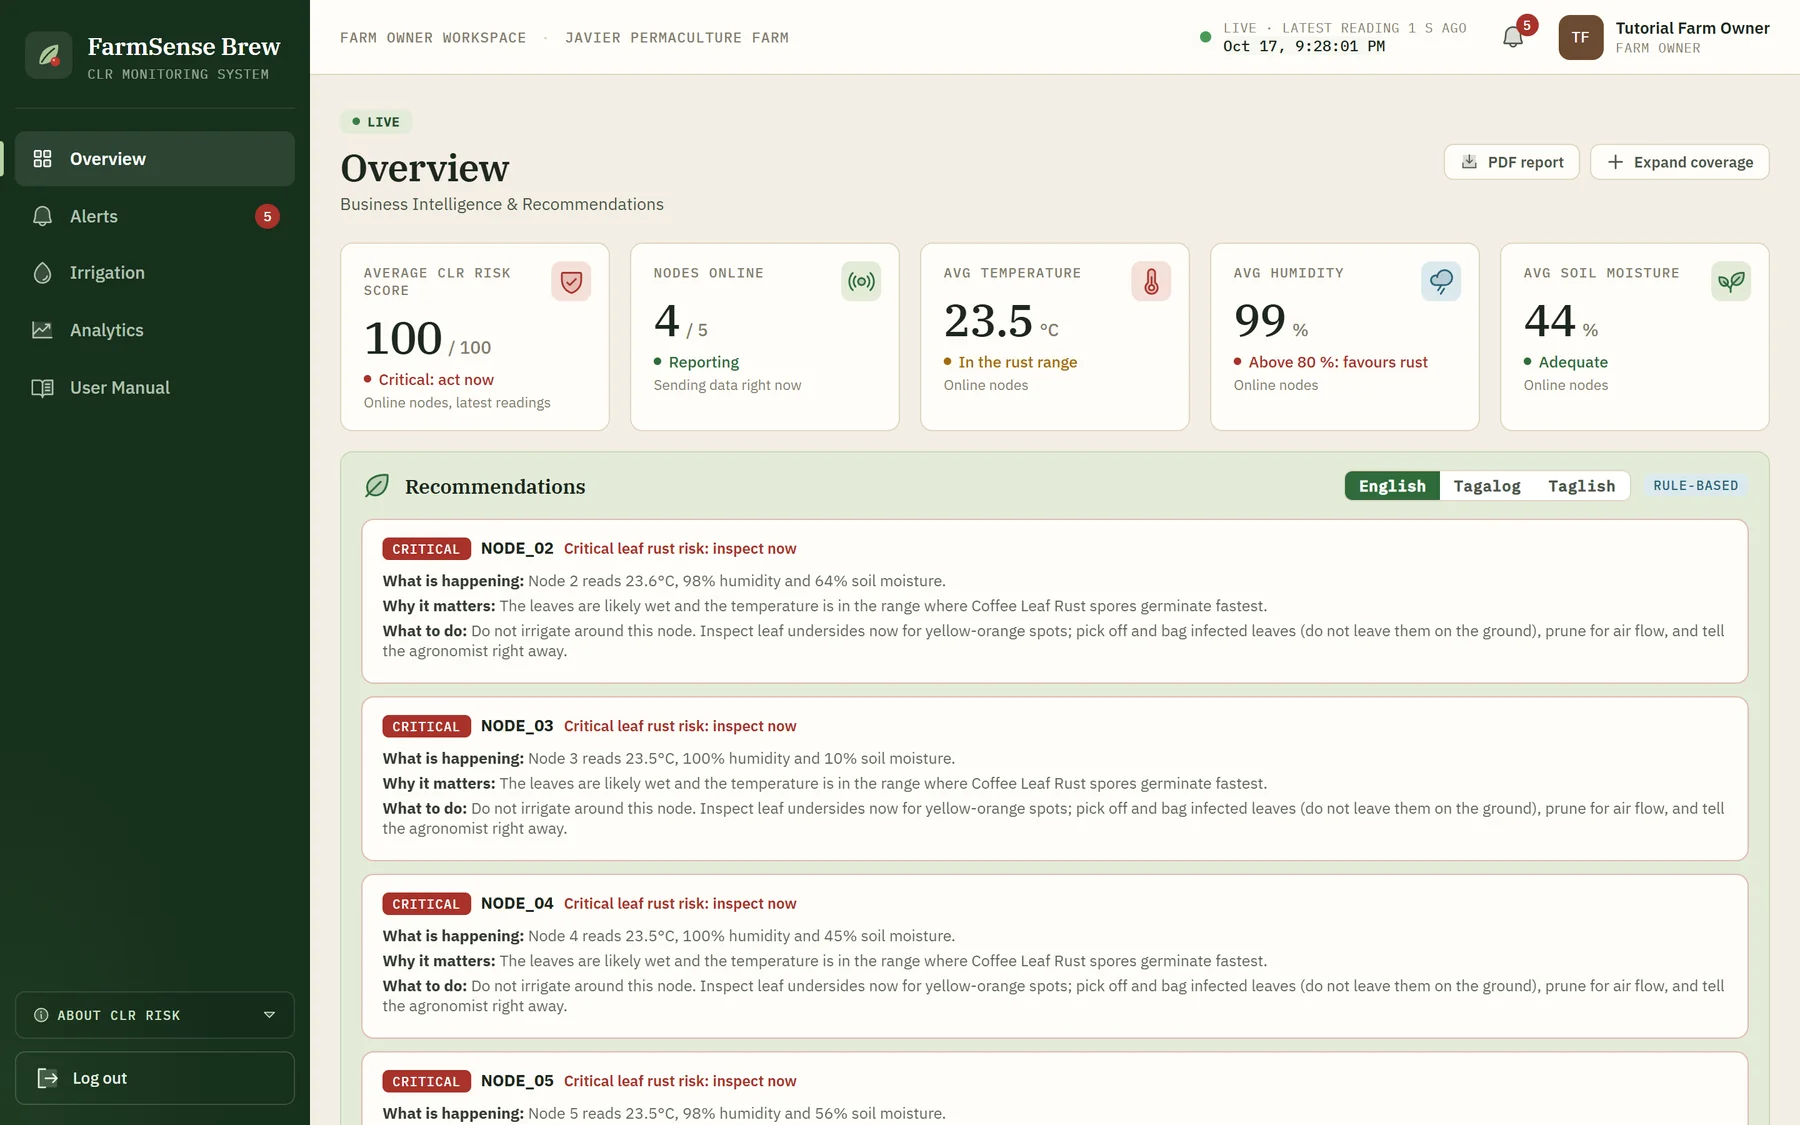 FarmSense Brew
CLR MONITORING SYSTEM
Overview
Alerts
5
Irrigation
Analytics
User Manual
ABOUT CLR RISK
Log out
FARM OWNER WORKSPACE · JAVIER PERMACULTURE FARM
LIVE · LATEST READING 1 S AGO
Oct 17, 9:28:01 PM
5
TF
Tutorial Farm Owner
FARM OWNER
LIVE
Overview
Business Intelligence & Recommendations
PDF report
Expand coverage
AVERAGE CLR RISK
SCORE
100 / 100
Critical: act now
Online nodes, latest readings
NODES ONLINE
4 / 5
Reporting
Sending data right now
AVG TEMPERATURE
23.5 °C
In the rust range
Online nodes
AVG HUMIDITY
99 %
Above 80 %: favours rust
Online nodes
AVG SOIL MOISTURE
44 %
Adequate
Online nodes
Recommendations
English Tagalog Taglish
RULE-BASED
CRITICAL NODE_02 Critical leaf rust risk: inspect now
What is happening: Node 2 reads 23.6°C, 98% humidity and 64% soil moisture.
Why it matters: The leaves are likely wet and the temperature is in the range where Coffee Leaf Rust spores germinate fastest.
What to do: Do not irrigate around this node. Inspect leaf undersides now for yellow-orange spots; pick off and bag infected leaves (do not leave them on the ground), prune for air flow, and tell
the agronomist right away.
CRITICAL NODE_03 Critical leaf rust risk: inspect now
What is happening: Node 3 reads 23.5°C, 100% humidity and 10% soil moisture.
Why it matters: The leaves are likely wet and the temperature is in the range where Coffee Leaf Rust spores germinate fastest.
What to do: Do not irrigate around this node. Inspect leaf undersides now for yellow-orange spots; pick off and bag infected leaves (do not leave them on the ground), prune for air flow, and tell
the agronomist right away.
CRITICAL NODE_04 Critical leaf rust risk: inspect now
What is happening: Node 4 reads 23.5°C, 100% humidity and 45% soil moisture.
Why it matters: The leaves are likely wet and the temperature is in the range where Coffee Leaf Rust spores germinate fastest.
What to do: Do not irrigate around this node. Inspect leaf undersides now for yellow-orange spots; pick off and bag infected leaves (do not leave them on the ground), prune for air flow, and tell
the agronomist right away.
CRITICAL NODE_05 Critical leaf rust risk: inspect now
What is happening: Node 5 reads 23.5°C, 98% humidity and 56% soil moisture.